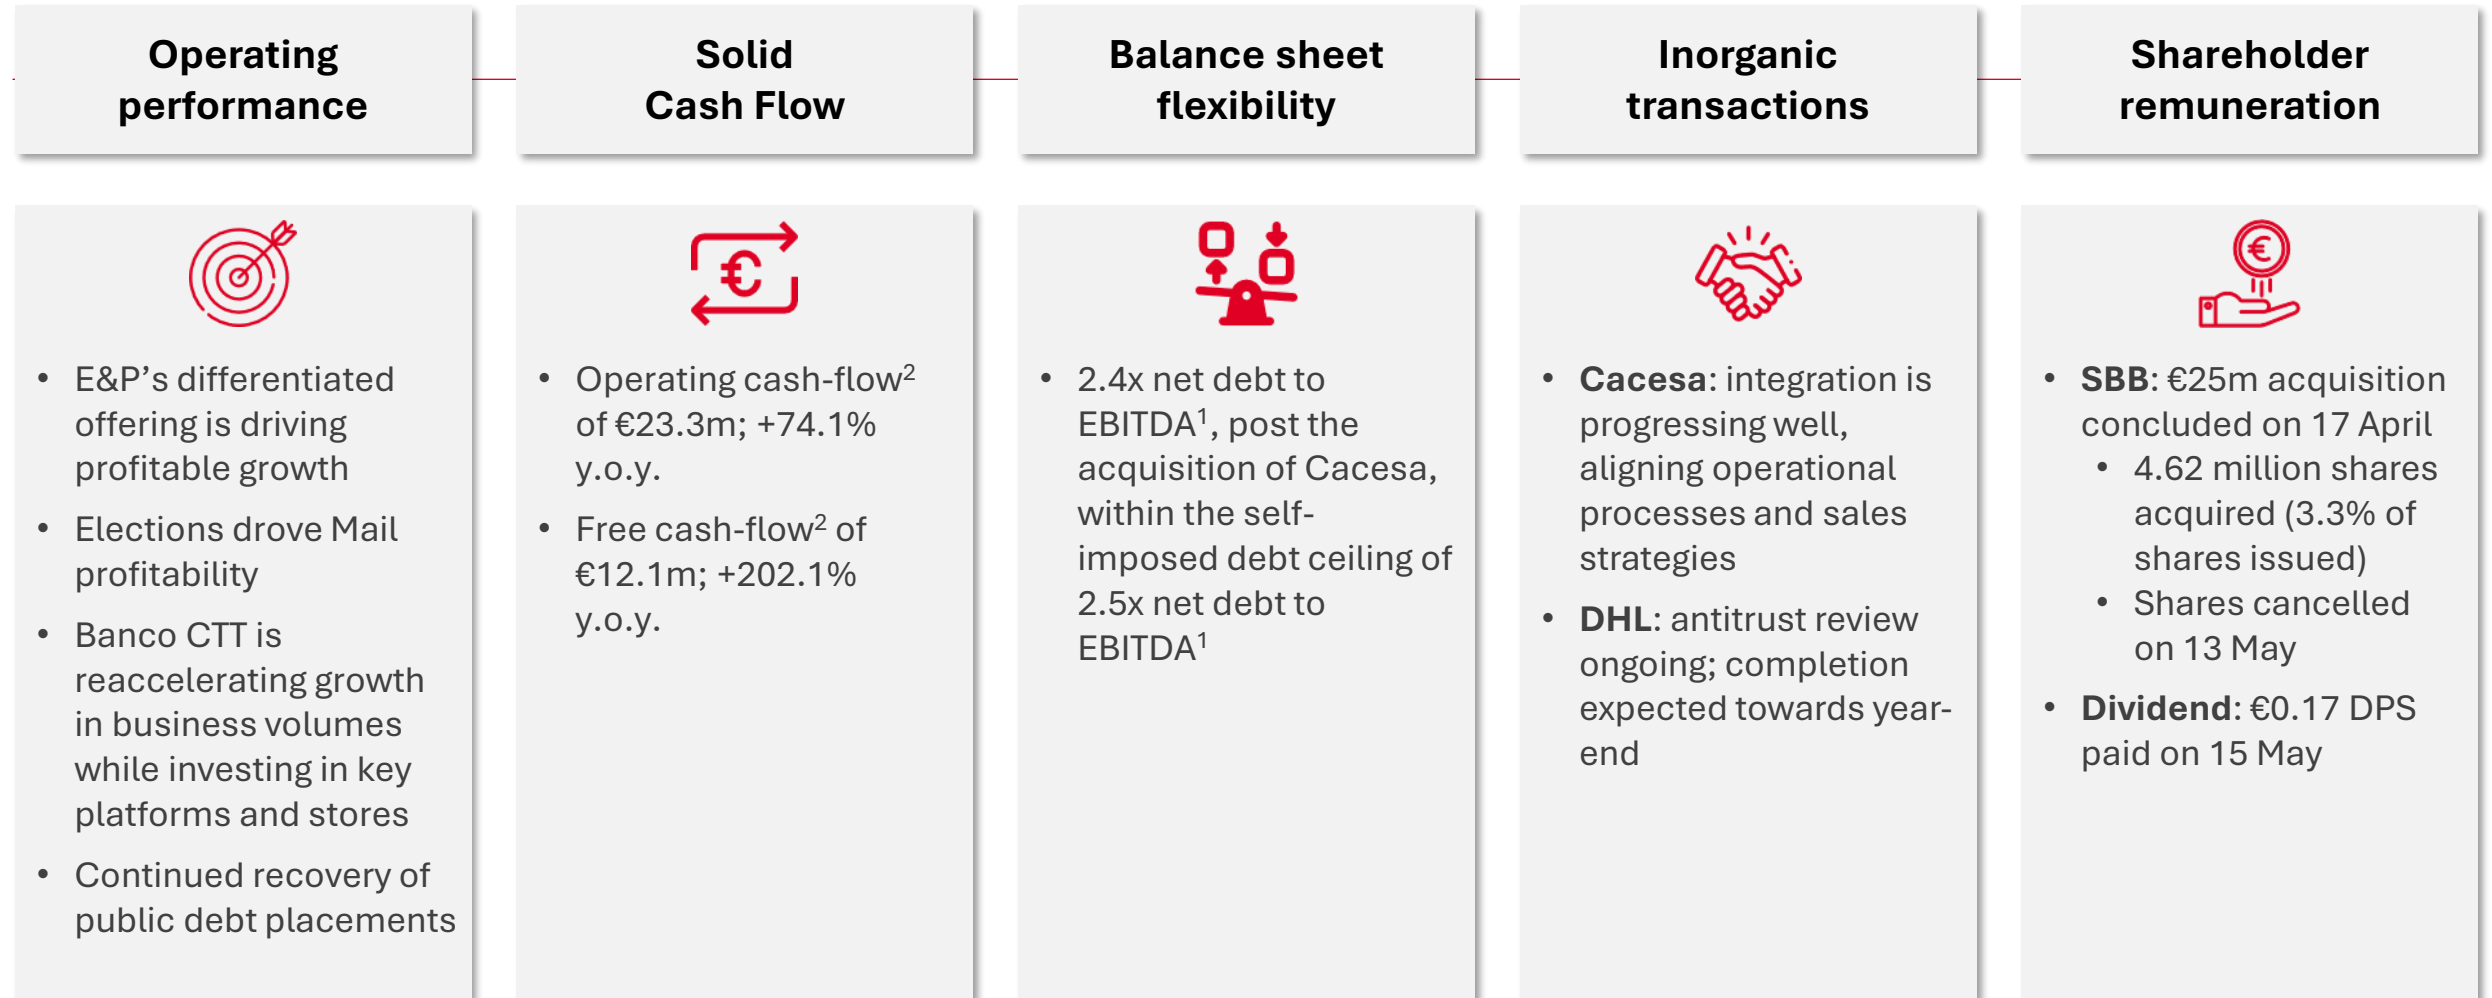 Operating
performance
Solid
Cash Flow
Balance sheet
flexibility
Inorganic
transactions
Shareholder
remuneration
• E&P’s differentiated
offering is driving
profitable growth
• Elections drove Mail
profitability
• Banco CTT is
reaccelerating growth
in business volumes
while investing in key
platforms and stores
• Continued recovery of
public debt placements
€
• Operating cash-flow²
of €23.3m; +74.1%
y.o.y.
• Free cash-flow² of
€12.1m; +202.1%
y.o.y.
• 2.4x net debt to
EBITDA¹, post the
acquisition of Cacesa,
within the self-
imposed debt ceiling of
2.5x net debt to
EBITDA¹
• Cacesa: integration is
progressing well,
aligning operational
processes and sales
strategies
• DHL: antitrust review
ongoing; completion
expected towards year-
end
€
• SBB: €25m acquisition
concluded on 17 April
• 4.62 million shares
acquired (3.3% of
shares issued)
• Shares cancelled
on 13 May
• Dividend: €0.17 DPS
paid on 15 May